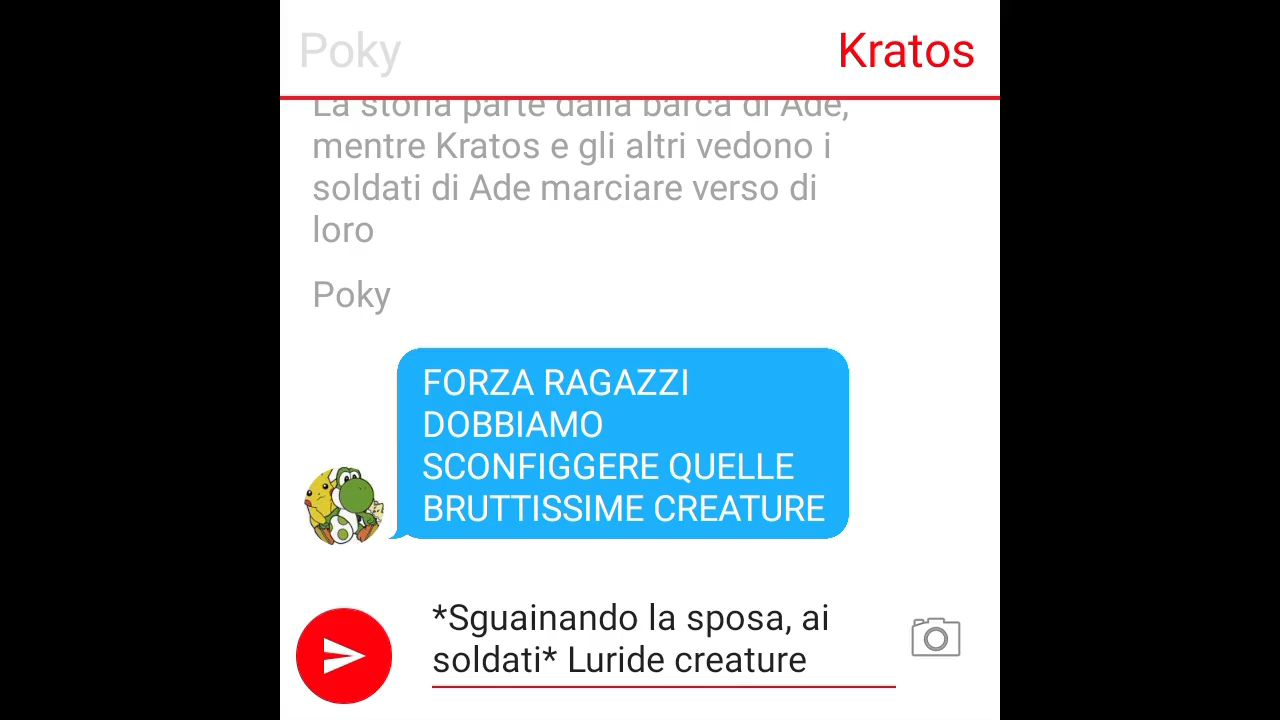 Poky
Kratos
La storia parte dalla barca di Ade,
mentre Kratos e gli altri vedono i
soldati di Ade marciare verso di
loro
Poky
FORZA RAGAZZI
DOBBIAMO
SCONFIGGERE QUELLE
BRUTTISSIME CREATURE
*Sguainando la sposa, ai
soldati* Luride creature